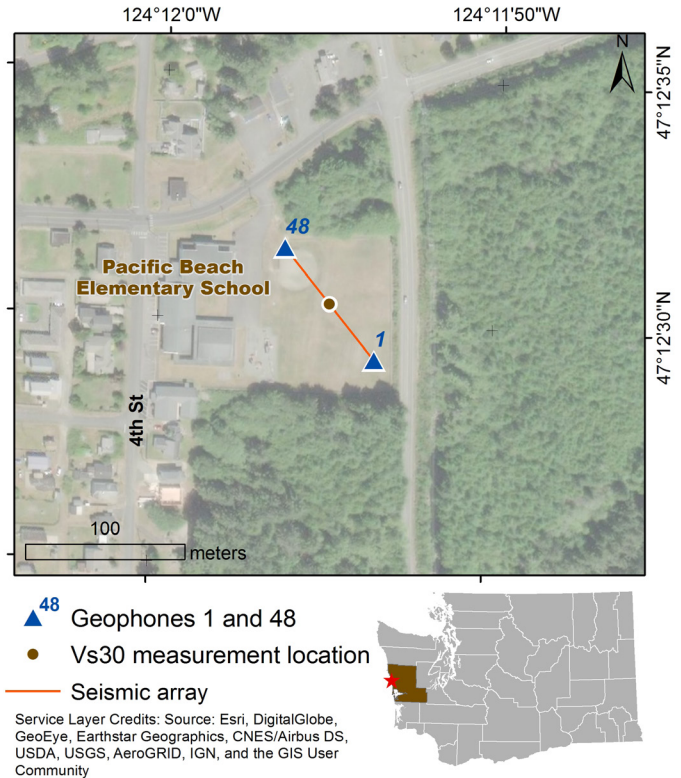 124°12'0"W
124°11'50"W
N
47°12'35"N
48
Pacific Beach
Elementary School
1
47°12'30"N
4th St
100
meters
48
Geophones 1 and 48
Vs30 measurement location
Seismic array
Service Layer Credits: Source: Esri, DigitalGlobe,
GeoEye, Earthstar Geographics, CNES/Airbus DS,
USDA, USGS, AeroGRID, IGN, and the GIS User
Community